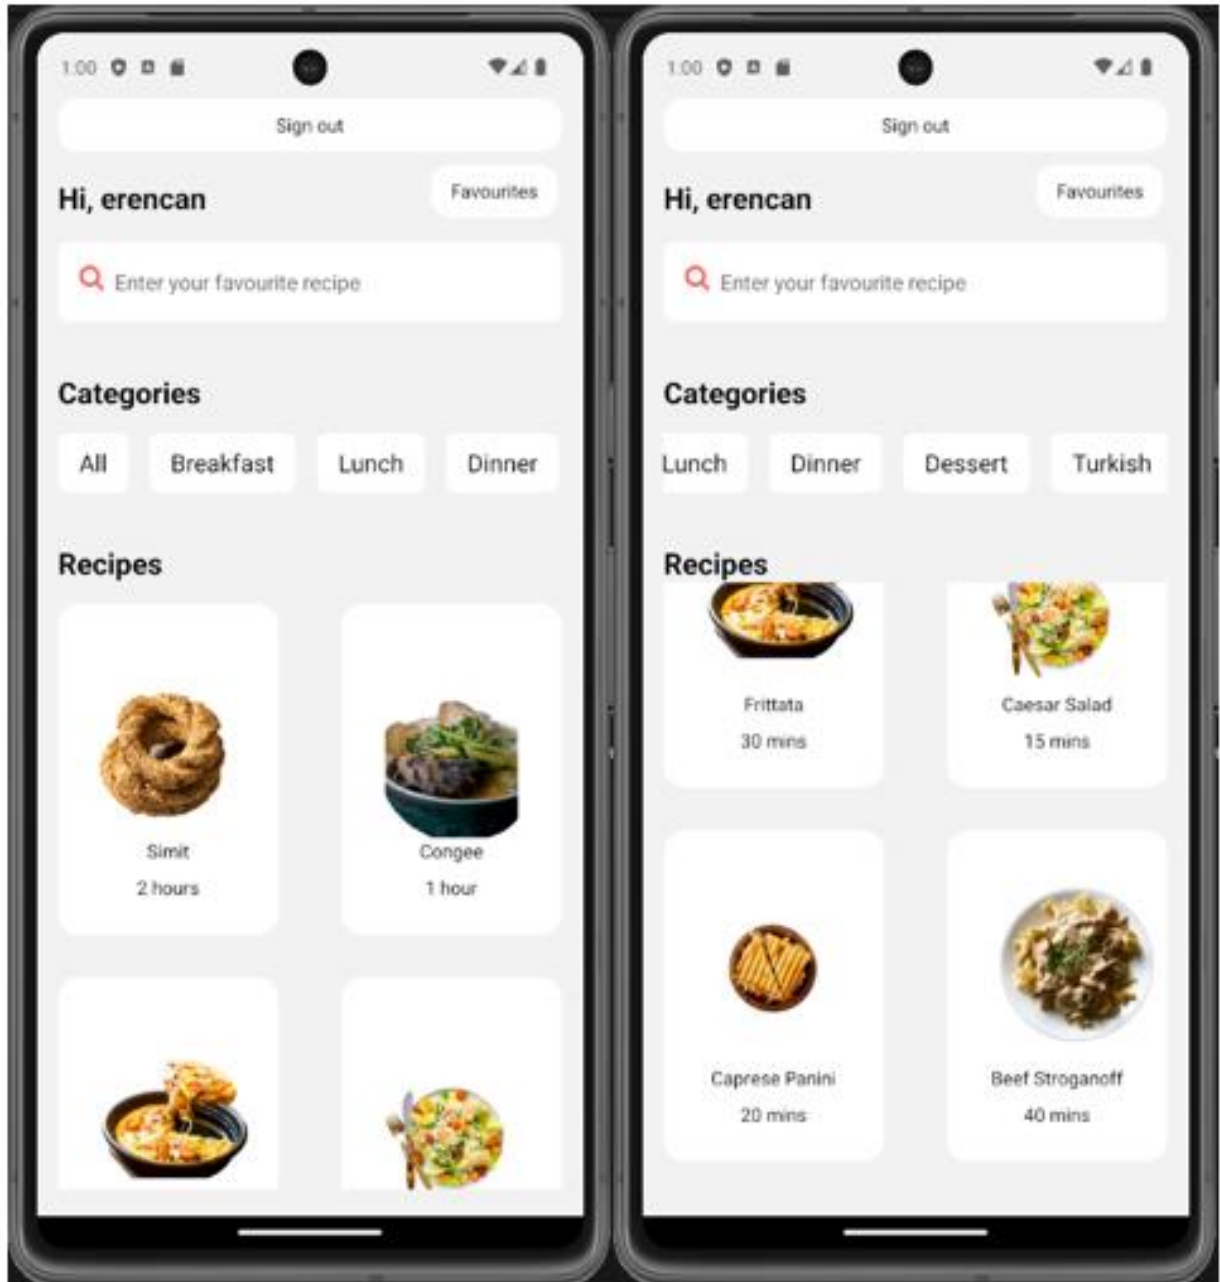 1:00
Sign out
Hi, erencan
Favourites
Enter your favourite recipe
Categories
All Breakfast Lunch Dinner
Recipes
Simit
2 hours
Congee
1 hour
1:00
Sign out
Hi, erencan
Favourites
Enter your favourite recipe
Categories
Lunch Dinner Dessert Turkish
Recipes
Frittata
30 mins
Caesar Salad
15 mins
Caprese Panini
20 mins
Beef Stroganoff
40 mins